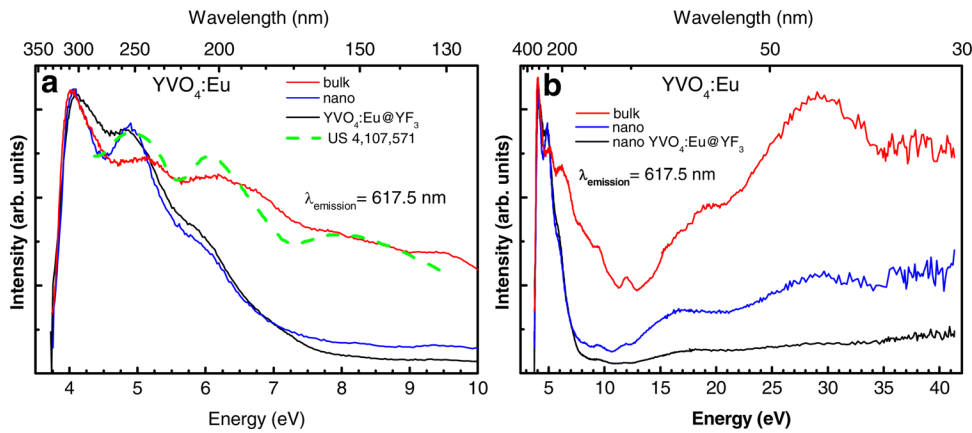 Wavelength (nm)
350 300 250 200 150 130
a
YVO4:Eu
bulk
nano
YVO4:Eu@YF3
US 4,107,571
λemission= 617.5 nm
Intensity (arb. units)
4 5 6 7 8 9 10
Energy (eV)
Wavelength (nm)
400 200 50 30
b
YVO4:Eu
bulk
nano
nano YVO4:Eu@YF3
λemission= 617.5 nm
Intensity (arb. units)
5 10 15 20 25 30 35 40
Energy (eV)